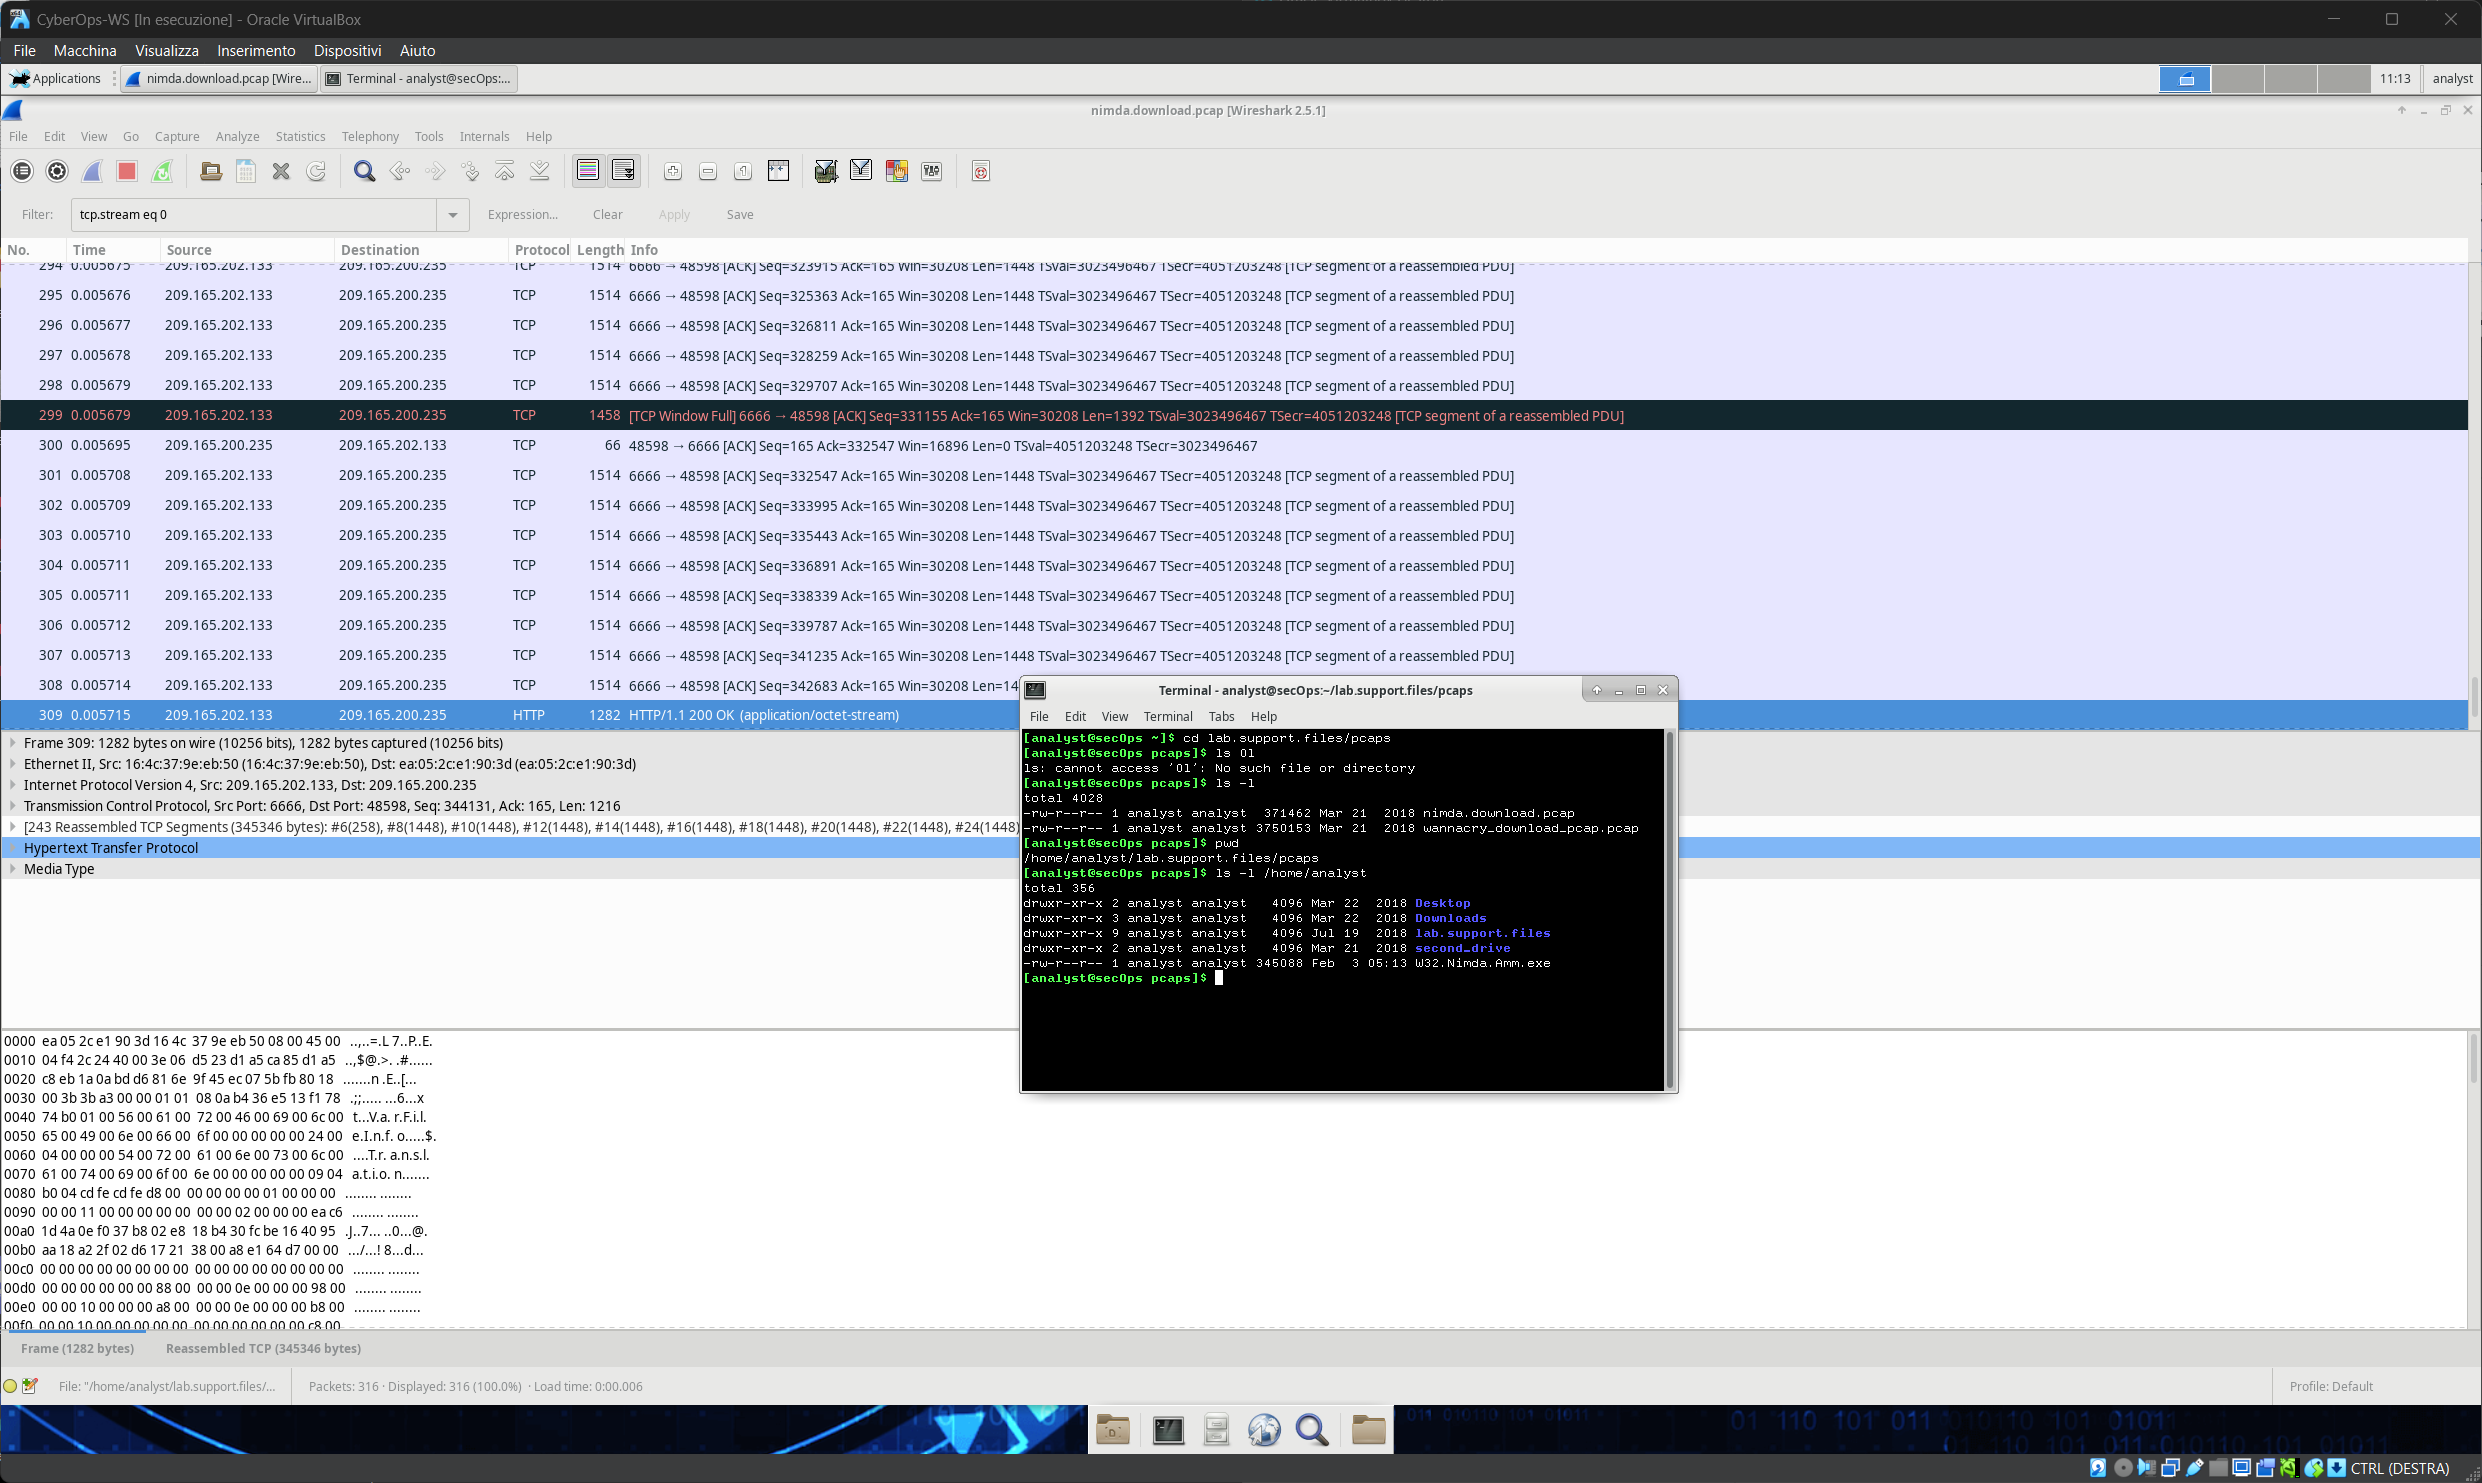 CyberOps-WS [In esecuzione] - Oracle VirtualBox
File Macchina Visualizza Inserimento Dispositivi Aiuto
Applications nimda.download.pcap [Wire... Terminal - analyst@secOps:... 11:13 analyst
nimda.download.pcap [Wireshark 2.5.1]
File Edit View Go Capture Analyze Statistics Telephony Tools Internals Help
Filter: tcp.stream eq 0 Expression... Clear Apply Save
No. Time Source Destination Protocol Length Info
294 0.005675 209.165.202.133 209.165.200.235 TCP 1514 6666 → 48598 [ACK] Seq=323915 Ack=165 Win=30208 Len=1448 TSval=3023496467 TSecr=4051203248 [TCP segment of a reassembled PDU]
295 0.005676 209.165.202.133 209.165.200.235 TCP 1514 6666 → 48598 [ACK] Seq=325363 Ack=165 Win=30208 Len=1448 TSval=3023496467 TSecr=4051203248 [TCP segment of a reassembled PDU]
296 0.005677 209.165.202.133 209.165.200.235 TCP 1514 6666 → 48598 [ACK] Seq=326811 Ack=165 Win=30208 Len=1448 TSval=3023496467 TSecr=4051203248 [TCP segment of a reassembled PDU]
297 0.005678 209.165.202.133 209.165.200.235 TCP 1514 6666 → 48598 [ACK] Seq=328259 Ack=165 Win=30208 Len=1448 TSval=3023496467 TSecr=4051203248 [TCP segment of a reassembled PDU]
298 0.005679 209.165.202.133 209.165.200.235 TCP 1514 6666 → 48598 [ACK] Seq=329707 Ack=165 Win=30208 Len=1448 TSval=3023496467 TSecr=4051203248 [TCP segment of a reassembled PDU]
299 0.005679 209.165.202.133 209.165.200.235 TCP 1458 [TCP Window Full] 6666 → 48598 [ACK] Seq=331155 Ack=165 Win=30208 Len=1392 TSval=3023496467 TSecr=4051203248 [TCP segment of a reassembled PDU]
300 0.005695 209.165.200.235 209.165.202.133 TCP 66 48598 → 6666 [ACK] Seq=165 Ack=332547 Win=16896 Len=0 TSval=4051203248 TSecr=3023496467
301 0.005708 209.165.202.133 209.165.200.235 TCP 1514 6666 → 48598 [ACK] Seq=332547 Ack=165 Win=30208 Len=1448 TSval=3023496467 TSecr=4051203248 [TCP segment of a reassembled PDU]
302 0.005709 209.165.202.133 209.165.200.235 TCP 1514 6666 → 48598 [ACK] Seq=333995 Ack=165 Win=30208 Len=1448 TSval=3023496467 TSecr=4051203248 [TCP segment of a reassembled PDU]
303 0.005710 209.165.202.133 209.165.200.235 TCP 1514 6666 → 48598 [ACK] Seq=335443 Ack=165 Win=30208 Len=1448 TSval=3023496467 TSecr=4051203248 [TCP segment of a reassembled PDU]
304 0.005711 209.165.202.133 209.165.200.235 TCP 1514 6666 → 48598 [ACK] Seq=336891 Ack=165 Win=30208 Len=1448 TSval=3023496467 TSecr=4051203248 [TCP segment of a reassembled PDU]
305 0.005711 209.165.202.133 209.165.200.235 TCP 1514 6666 → 48598 [ACK] Seq=338339 Ack=165 Win=30208 Len=1448 TSval=3023496467 TSecr=4051203248 [TCP segment of a reassembled PDU]
306 0.005712 209.165.202.133 209.165.200.235 TCP 1514 6666 → 48598 [ACK] Seq=339787 Ack=165 Win=30208 Len=1448 TSval=3023496467 TSecr=4051203248 [TCP segment of a reassembled PDU]
307 0.005713 209.165.202.133 209.165.200.235 TCP 1514 6666 → 48598 [ACK] Seq=341235 Ack=165 Win=30208 Len=1448 TSval=3023496467 TSecr=4051203248 [TCP segment of a reassembled PDU]
308 0.005714 209.165.202.133 209.165.200.235 TCP 1514 6666 → 48598 [ACK] Seq=342683 Ack=165 Win=30208 Len=14
309 0.005715 209.165.202.133 209.165.200.235 HTTP 1282 HTTP/1.1 200 OK (application/octet-stream)
Frame 309: 1282 bytes on wire (10256 bits), 1282 bytes captured (10256 bits)
Ethernet II, Src: 16:4c:37:9e:eb:50 (16:4c:37:9e:eb:50), Dst: ea:05:2c:e1:90:3d (ea:05:2c:e1:90:3d)
Internet Protocol Version 4, Src: 209.165.202.133, Dst: 209.165.200.235
Transmission Control Protocol, Src Port: 6666, Dst Port: 48598, Seq: 344131, Ack: 165, Len: 1216
[243 Reassembled TCP Segments (345346 bytes): #6(258), #8(1448), #10(1448), #12(1448), #14(1448), #16(1448), #18(1448), #20(1448), #22(1448), #24(1448)
Hypertext Transfer Protocol
Media Type
Terminal - analyst@secOps:~/lab.support.files/pcaps
File Edit View Terminal Tabs Help
[analyst@secOps ~]$ cd lab.support.files/pcaps
[analyst@secOps pcaps]$ ls 0l
ls: cannot access '0l': No such file or directory
[analyst@secOps pcaps]$ ls -l
total 4028
-rw-r--r-- 1 analyst analyst 371462 Mar 21 2018 nimda.download.pcap
-rw-r--r-- 1 analyst analyst 3750153 Mar 21 2018 wannacry_download_pcap.pcap
[analyst@secOps pcaps]$ pwd
/home/analyst/lab.support.files/pcaps
[analyst@secOps pcaps]$ ls -l /home/analyst
total 356
drwxr-xr-x 2 analyst analyst 4096 Mar 22 2018 Desktop
drwxr-xr-x 3 analyst analyst 4096 Mar 22 2018 Downloads
drwxr-xr-x 9 analyst analyst 4096 Jul 19 2018 lab.support.files
drwxr-xr-x 2 analyst analyst 4096 Mar 21 2018 second_drive
-rw-r--r-- 1 analyst analyst 345088 Feb 3 05:13 W32.Nimda.Amm.exe
[analyst@secOps pcaps]$
0000 ea 05 2c e1 90 3d 16 4c 37 9e eb 50 08 00 45 00 ..,..=.L 7..P..E.
0010 04 f4 2c 24 40 00 3e 06 d5 23 d1 a5 ca 85 d1 a5 ..,$@.>. .#......
0020 c8 eb 1a 0a bd d6 81 6e 9f 45 ec 07 5b fb 80 18 .......n .E..[...
0030 00 3b 3b a3 00 00 01 01 08 0a b4 36 e5 13 f1 78 .;;..... ...6...x
0040 74 b0 01 00 56 00 61 00 72 00 46 00 69 00 6c 00 t...V.a. r.F.i.l.
0050 65 00 49 00 6e 00 66 00 6f 00 00 00 00 00 24 00 e.I.n.f. o.....$.
0060 04 00 00 00 54 00 72 00 61 00 6e 00 73 00 6c 00 ....T.r. a.n.s.l.
0070 61 00 74 00 69 00 6f 00 6e 00 00 00 00 00 09 04 a.t.i.o. n.......
0080 b0 04 cd fe cd fe d8 00 00 00 00 00 01 00 00 00 ........ ........
0090 00 00 11 00 00 00 00 00 00 00 02 00 00 00 ea c6 ........ ........
00a0 1d 4a 0e f0 37 b8 02 e8 18 b4 30 fc be 16 40 95 .J..7... ..0...@.
00b0 aa 18 a2 2f 02 d6 17 21 38 00 a8 e1 64 d7 00 00 .../...! 8...d...
00c0 00 00 00 00 00 00 00 00 00 00 00 00 00 00 00 00 ........ ........
00d0 00 00 00 00 00 00 88 00 00 00 0e 00 00 00 98 00 ........ ........
00e0 00 00 10 00 00 00 a8 00 00 00 0e 00 00 00 b8 00 ........ ........
00f0 00 00 10 00 00 00 00 00 00 00 00 00 00 00 c8 00
Frame (1282 bytes) Reassembled TCP (345346 bytes)
File: "/home/analyst/lab.support.files/... Packets: 316 · Displayed: 316 (100.0%) · Load time: 0:00.006 Profile: Default
CTRL (DESTRA)